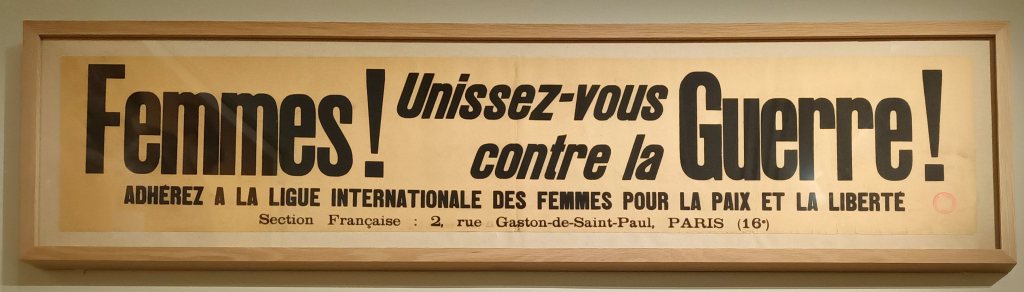 Femmes! Unissez-vous contre la Guerre!
ADHÉREZ A LA LIGUE INTERNATIONALE DES FEMMES POUR LA PAIX ET LA LIBERTÉ
Section Française : 2, rue Gaston-de-Saint-Paul, PARIS (16e)